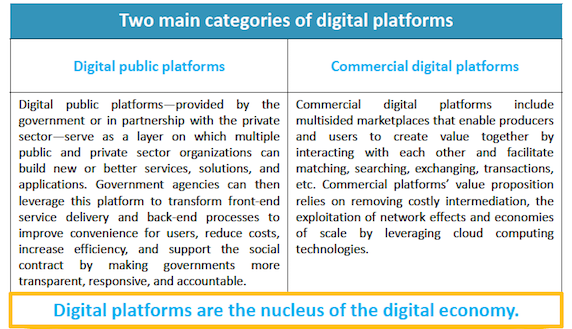 Two main categories of digital platforms
Digital public platforms
Commercial digital platforms
Digital public platforms—provided by the
government or in partnership with the private
sector—serve as a layer on which multiple
public and private sector organizations can
build new or better services, solutions, and
applications. Government agencies can then
leverage this platform to transform front-end
service delivery and back-end processes to
improve convenience for users, reduce costs,
increase efficiency, and support the social
contract by making governments more
transparent, responsive, and accountable.
Commercial digital platforms include
multisided marketplaces that enable producers
and users to create value together by
interacting with each other and facilitate
matching, searching, exchanging, transactions,
etc. Commercial platforms’ value proposition
relies on removing costly intermediation, the
exploitation of network effects and economies
of scale by leveraging cloud computing
technologies.
Digital platforms are the nucleus of the digital economy.